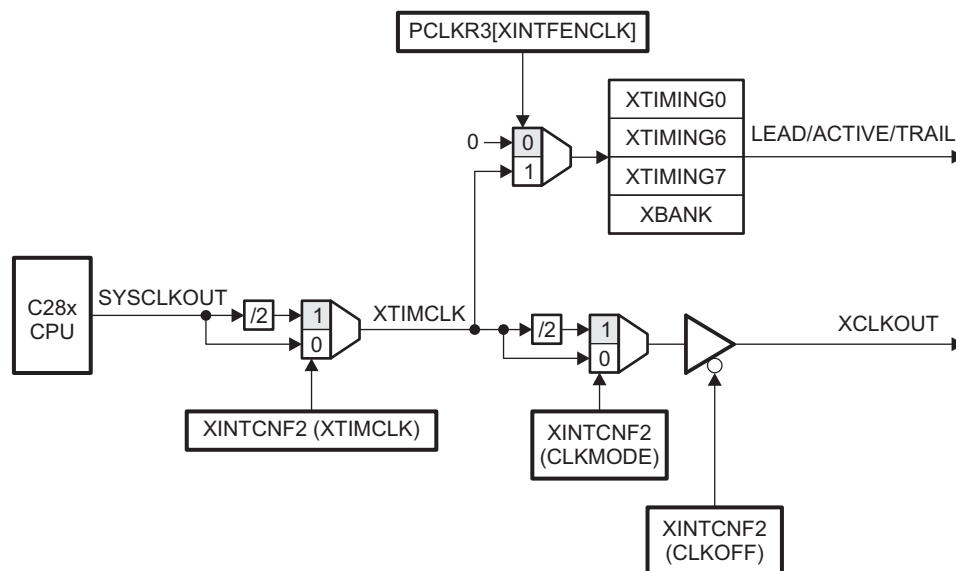 PCLKR3[XINTFENCLK]
XTIMING0
0
0
XTIMING6
LEAD/ACTIVE/TRAIL
1
XTIMING7
XBANK
C28x
CPU
SYSCLKOUT
/2
1
0
XTIMCLK
/2
1
0
XCLKOUT
XINTCNF2 (XTIMCLK)
XINTCNF2
(CLKMODE)
XINTCNF2
(CLKOFF)